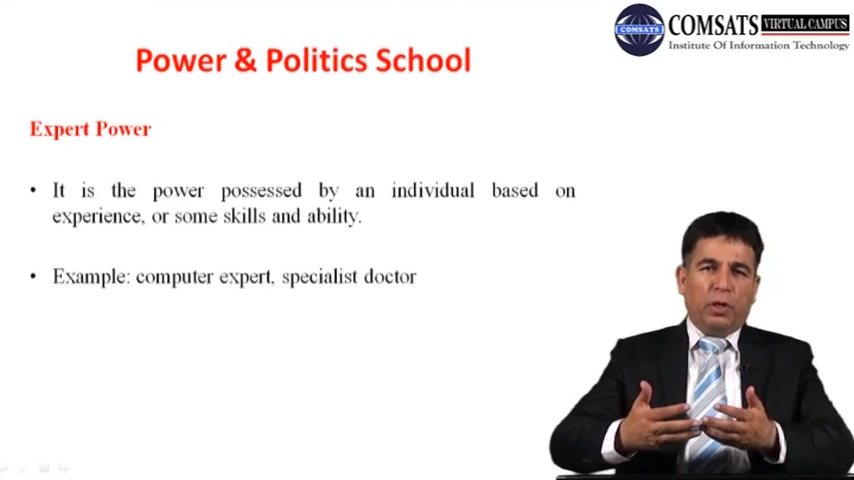 COMSATS VIRTUAL CAMPUS
Institute Of Information Technology
COMSATS
Power & Politics School
Expert Power
• It is the power possessed by an individual based on
experience, or some skills and ability.
• Example: computer expert, specialist doctor